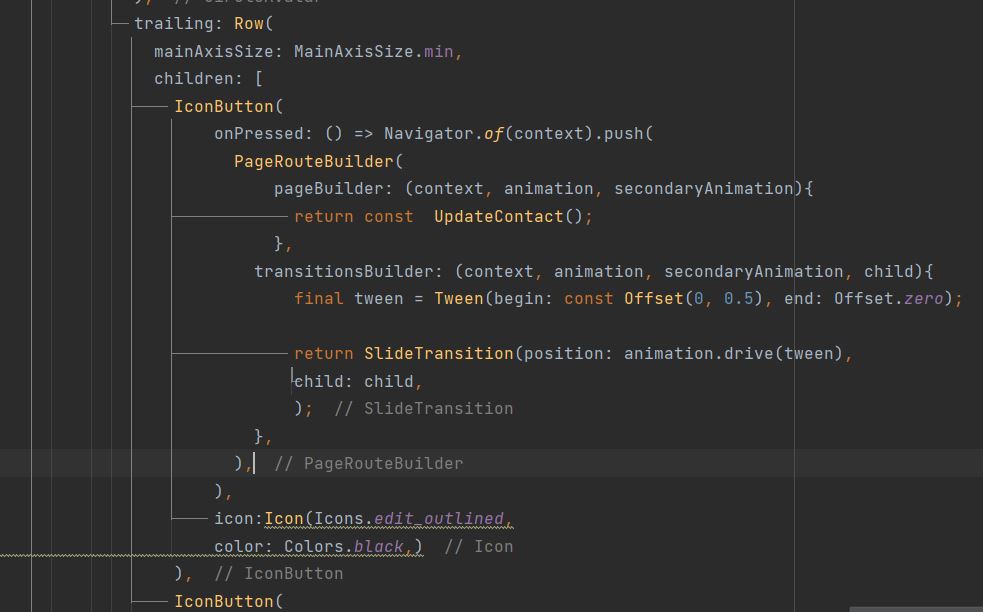 trailing: Row(
mainAxisSize: MainAxisSize.min,
children: [
IconButton(
onPressed: () => Navigator.of(context).push(
PageRouteBuilder(
pageBuilder: (context, animation, secondaryAnimation){
return const  UpdateContact();
},
transitionsBuilder: (context, animation, secondaryAnimation, child){
final tween = Tween(begin: const Offset(0, 0.5), end: Offset.zero);
return SlideTransition(position: animation.drive(tween),
child: child,
);  // SlideTransition
},
),  // PageRouteBuilder
),
icon:Icon(Icons.edit_outlined,
color: Colors.black,)  // Icon
),  // IconButton
IconButton(